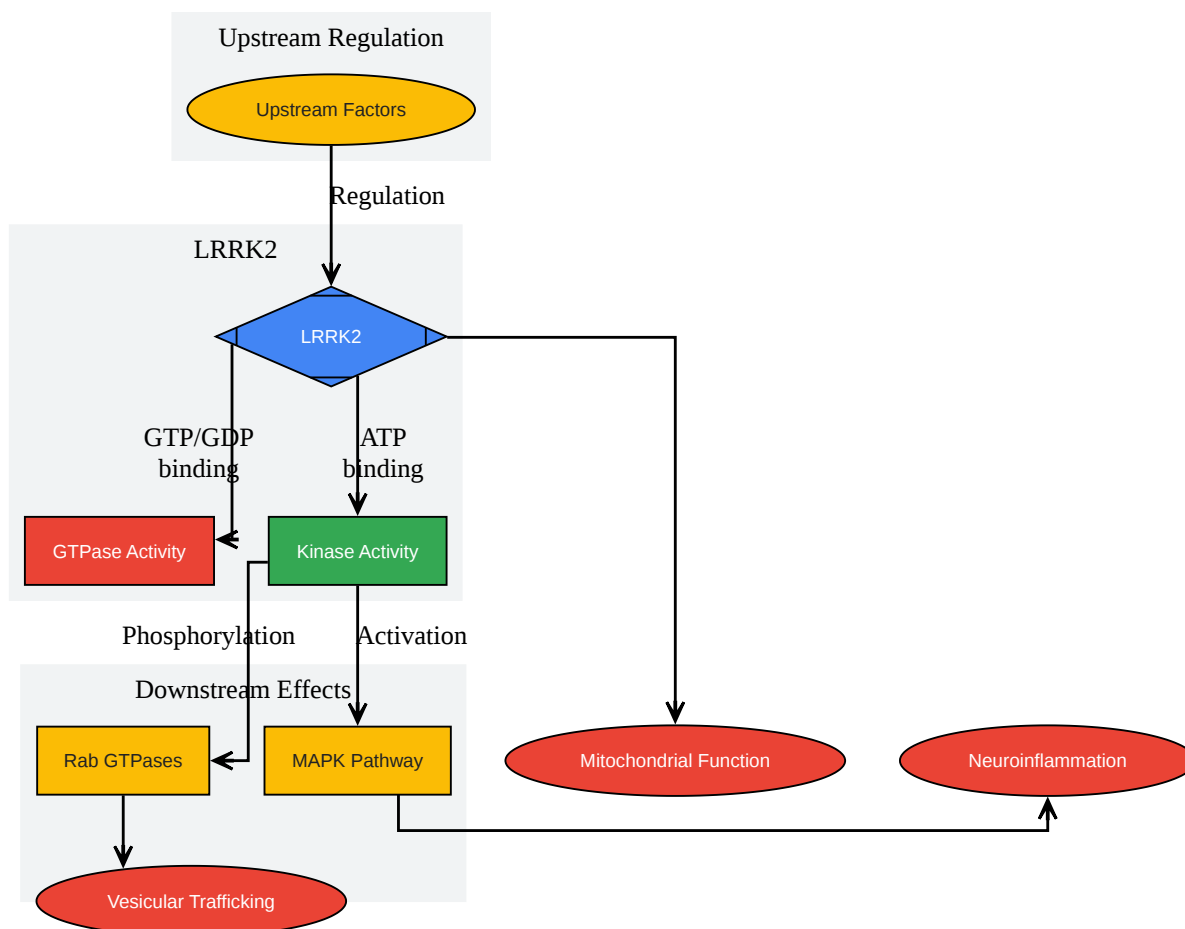 Upstream Regulation
Upstream Factors
Regulation
LRRK2
LRRK2
GTP/GDP
binding
ATP
binding
GTPase Activity
Kinase Activity
Phosphorylation
Activation
Downstream Effects
Rab GTPases
MAPK Pathway
Mitochondrial Function
Neuroinflammation
Vesicular Trafficking